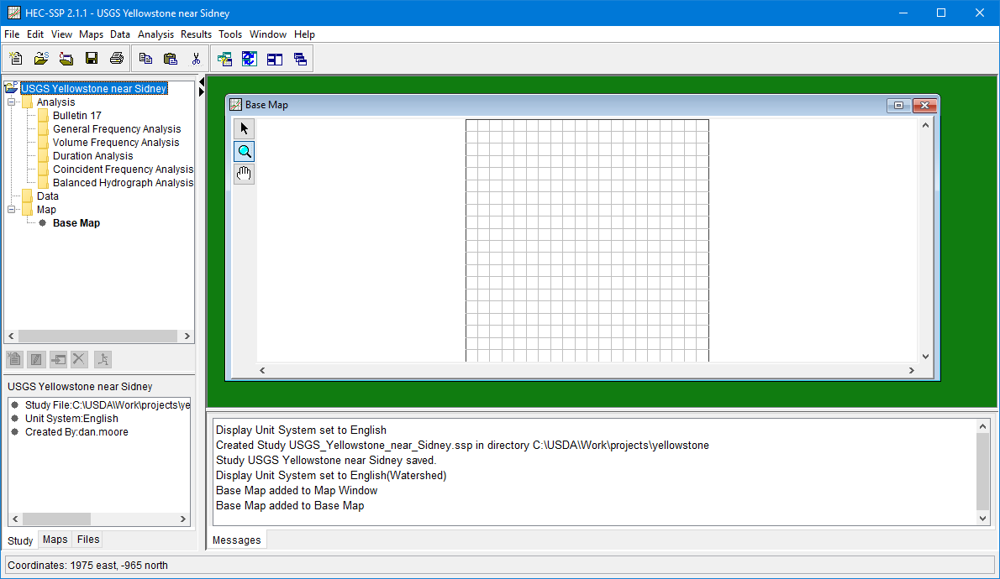 HEC-SSP 2.1.1 - USGS Yellowstone near Sidney
File Edit View Maps Data Analysis Results Tools Window Help
USGS Yellowstone near Sidney
Analysis
Bulletin 17
General Frequency Analysis
Volume Frequency Analysis
Duration Analysis
Coincident Frequency Analysis
Balanced Hydrograph Analysis
Data
Map
Base Map
USGS Yellowstone near Sidney
Study File:C:\USDA\Work\projects\ye
Unit System:English
Created By:dan.moore
Study Maps Files
Base Map
Display Unit System set to English
Created Study USGS_Yellowstone_near_Sidney.ssp in directory C:\USDA\Work\projects\yellowstone
Study USGS Yellowstone near Sidney saved.
Display Unit System set to English(Watershed)
Base Map added to Map Window
Base Map added to Base Map
Messages
Coordinates: 1975 east, -965 north